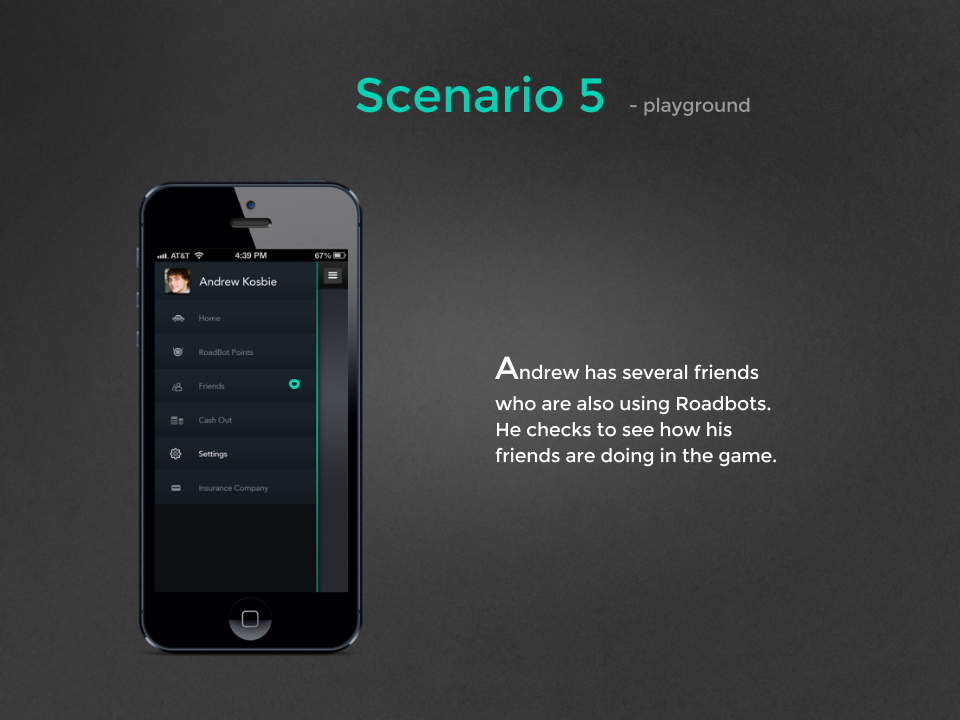 Scenario 5 - playground
AT&T 4:39 PM 67%
Andrew Kosbie
Home
RoadBot Points
Friends
Cash Out
Settings
Insurance Company
Andrew has several friends
who are also using Roadbots.
He checks to see how his
friends are doing in the game.